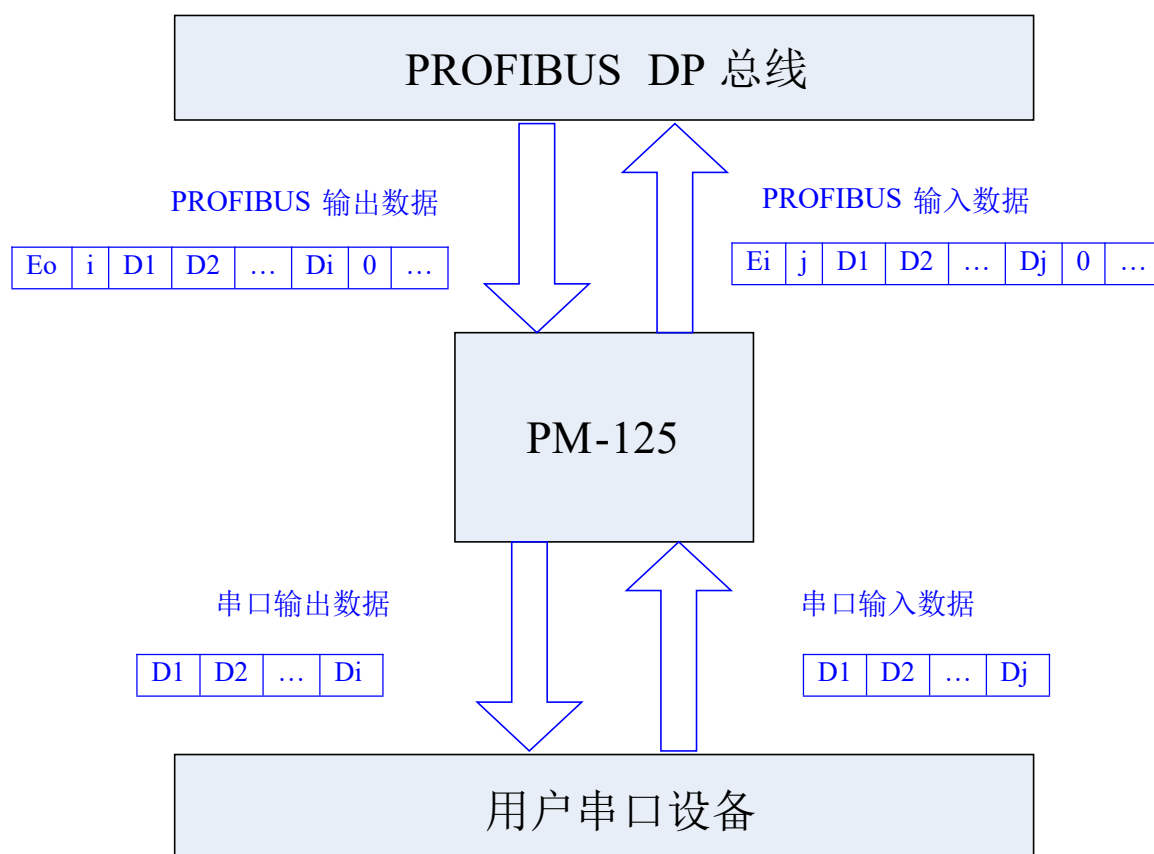 PROFIBUS DP 总线
PROFIBUS 输出数据
PROFIBUS 输入数据
Eo i D1 D2 … Di 0 …
Ei j D1 D2 … Dj 0 …
PM-125
串口输出数据
串口输入数据
D1 D2 … Di
D1 D2 … Dj
用户串口设备